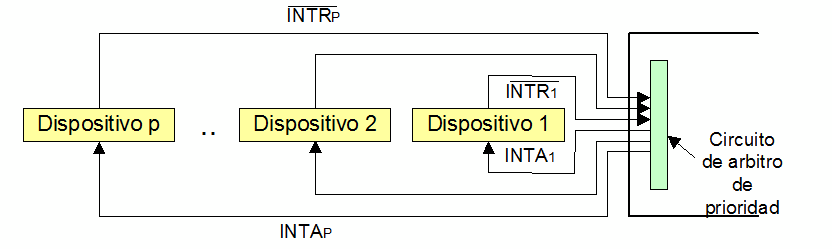 INTRP
Dispositivo p
..
Dispositivo 2
Dispositivo 1
INTR1
INTA1
INTAP
Circuito
de arbitro
de
prioridad